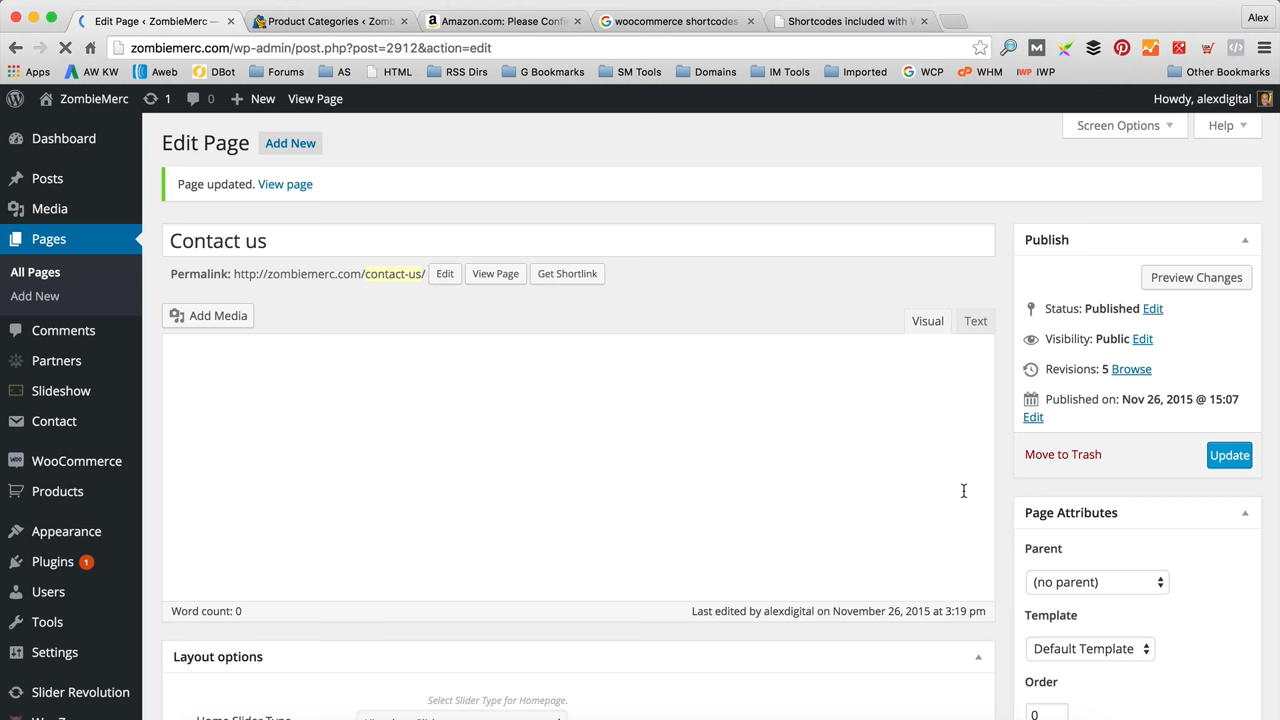 Edit Page ‹ ZombieMerc —
Product Categories ‹ Zomb
Amazon.com: Please Confi
woocommerce shortcodes
Shortcodes included with W
Alex
zombiemerc.com/wp-admin/post.php?post=2912&action=edit
Apps
AW KW
Aweb
DBot
Forums
AS
HTML
RSS Dirs
G Bookmarks
SM Tools
Domains
IM Tools
Imported
WCP
WHM
IWP
Other Bookmarks
ZombieMerc
1
0
New
View Page
Howdy, alexdigital
Dashboard
Posts
Media
Pages
All Pages
Add New
Comments
Partners
Slideshow
Contact
WooCommerce
Products
Appearance
Plugins 1
Users
Tools
Settings
Slider Revolution
Screen Options
Help
Edit Page
Add New
Page updated. View page
Contact us
Permalink: http://zombiemerc.com/contact-us/
Edit
View Page
Get Shortlink
Add Media
Visual
Text
Word count: 0
Last edited by alexdigital on November 26, 2015 at 3:19 pm
Layout options
Select Slider Type for Homepage.
Home Slider Type
Publish
Preview Changes
Status: Published Edit
Visibility: Public Edit
Revisions: 5 Browse
Published on: Nov 26, 2015 @ 15:07
Edit
Move to Trash
Update
Page Attributes
Parent
(no parent)
Template
Default Template
Order
0